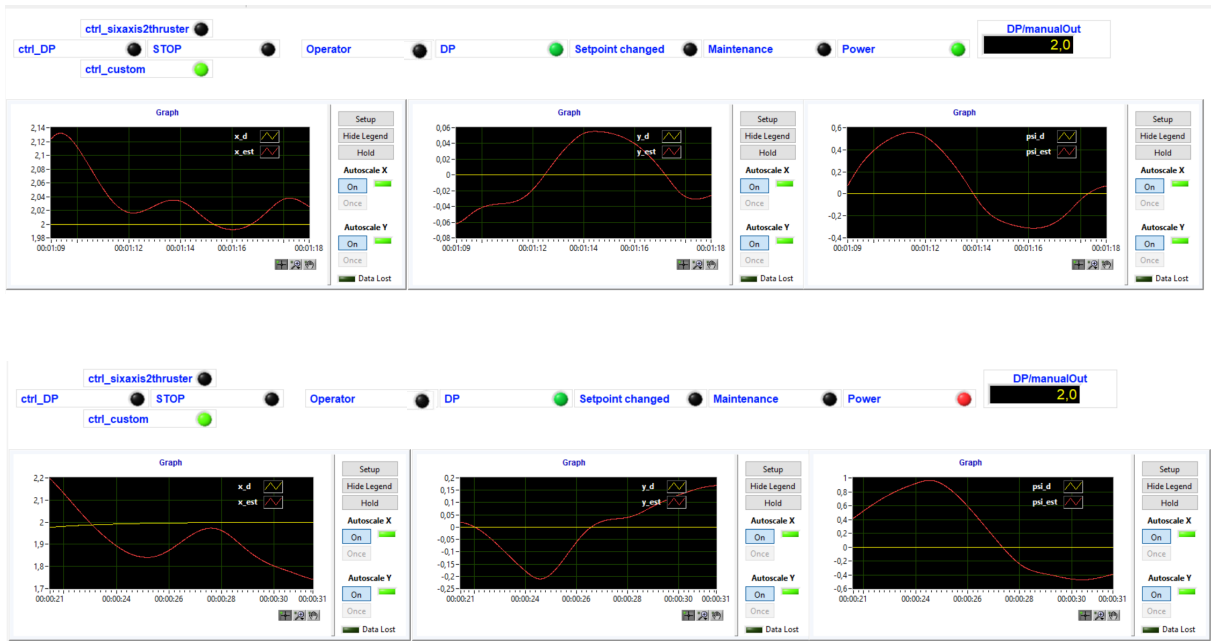 ctrl_sixaxis2thruster
ctrl_DP STOP Operator DP Setpoint changed Maintenance Power DP/manualOut
2,0
ctrl_custom
Graph
2,14
2,12
2,1
2,08
2,06
2,04
2,02
2
1,98
x_d
x_est
00:01:09 00:01:12 00:01:14 00:01:16 00:01:18
Setup
Hide Legend
Hold
Autoscale X
On
Once
Autoscale Y
On
Once
Data Lost
Graph
0,06
0,04
0,02
0
-0,02
-0,04
-0,06
-0,08
y_d
y_est
00:01:09 00:01:12 00:01:14 00:01:16 00:01:18
Setup
Hide Legend
Hold
Autoscale X
On
Once
Autoscale Y
On
Once
Data Lost
Graph
0,6
0,4
0,2
0
-0,2
-0,4
psi_d
psi_est
00:01:09 00:01:12 00:01:14 00:01:16 00:01:18
Setup
Hide Legend
Hold
Autoscale X
On
Once
Autoscale Y
On
Once
Data Lost
ctrl_sixaxis2thruster
ctrl_DP STOP Operator DP Setpoint changed Maintenance Power DP/manualOut
2,0
ctrl_custom
Graph
2,2
2,1
2
1,9
1,8
1,7
x_d
x_est
00:00:21 00:00:24 00:00:26 00:00:28 00:00:30 00:00:31
Setup
Hide Legend
Hold
Autoscale X
On
Once
Autoscale Y
On
Once
Data Lost
Graph
0,2
0,15
0,1
0,05
0
-0,05
-0,1
-0,15
-0,2
-0,25
y_d
y_est
00:00:21 00:00:24 00:00:26 00:00:28 00:00:30 00:00:31
Setup
Hide Legend
Hold
Autoscale X
On
Once
Autoscale Y
On
Once
Data Lost
Graph
1
0,8
0,6
0,4
0,2
0
-0,2
-0,4
-0,6
psi_d
psi_est
00:00:21 00:00:24 00:00:26 00:00:28 00:00:30 00:00:31
Setup
Hide Legend
Hold
Autoscale X
On
Once
Autoscale Y
On
Once
Data Lost